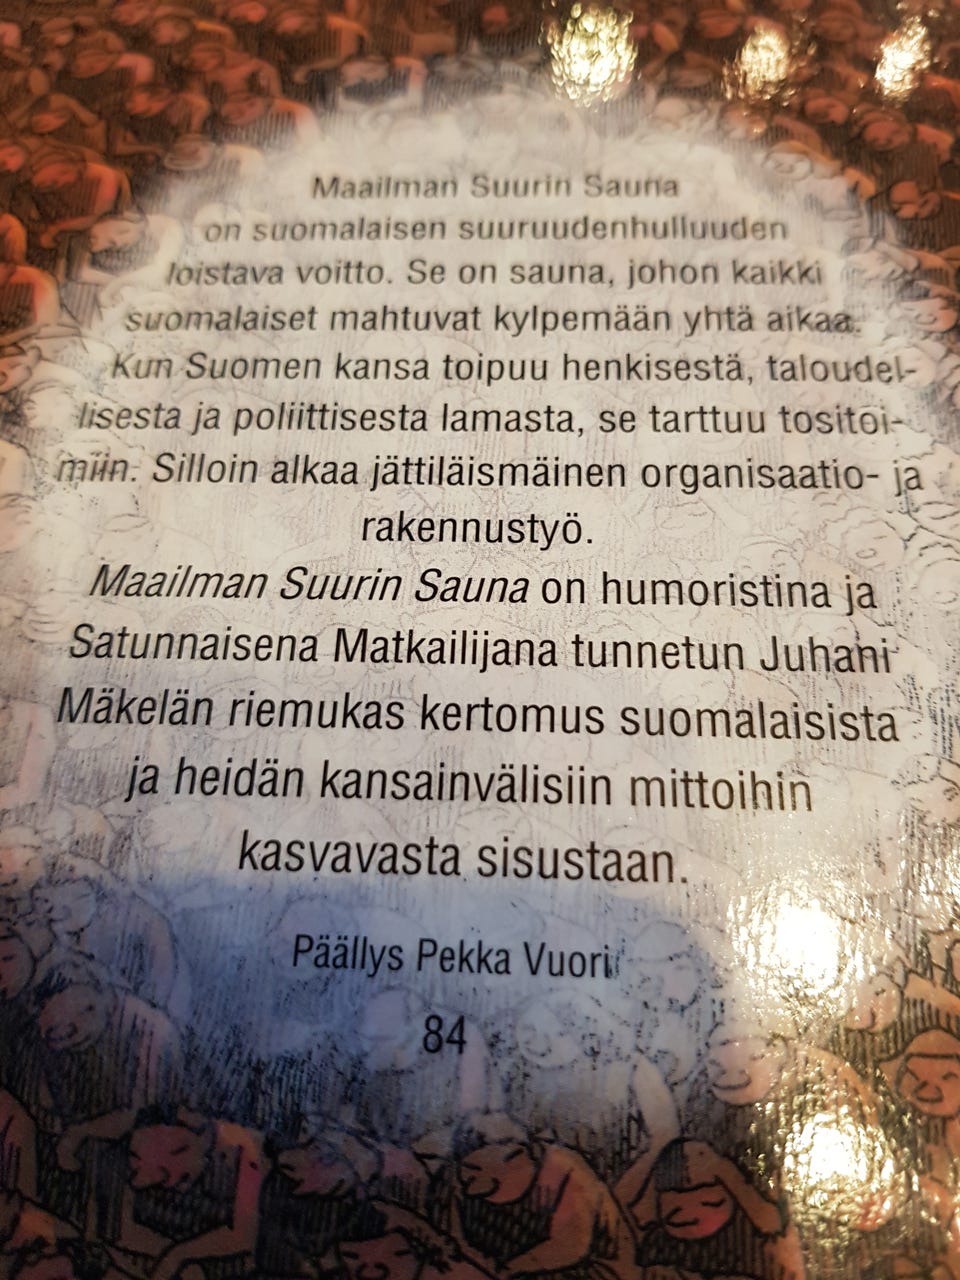 Maailman Suurin Sauna
on suomalaisen suuruudenhulluuden
loistava voitto. Se on sauna, johon kaikki
suomalaiset mahtuvat kylpemään yhtä aikaa.
Kun Suomen kansa toipuu henkisestä, taloudel-
lisesta ja poliittisesta lamasta, se tarttuu tositoi-
miin. Silloin alkaa jättiläismäinen organisaatio- ja
rakennustyö.
Maailman Suurin Sauna on humoristina ja
Satunnaisena Matkailijana tunnetun Juhani
Mäkelän riemukas kertomus suomalaisista
ja heidän kansainvälisiin mittoihin
kasvavasta sisustaan.
Päällys Pekka Vuori
84